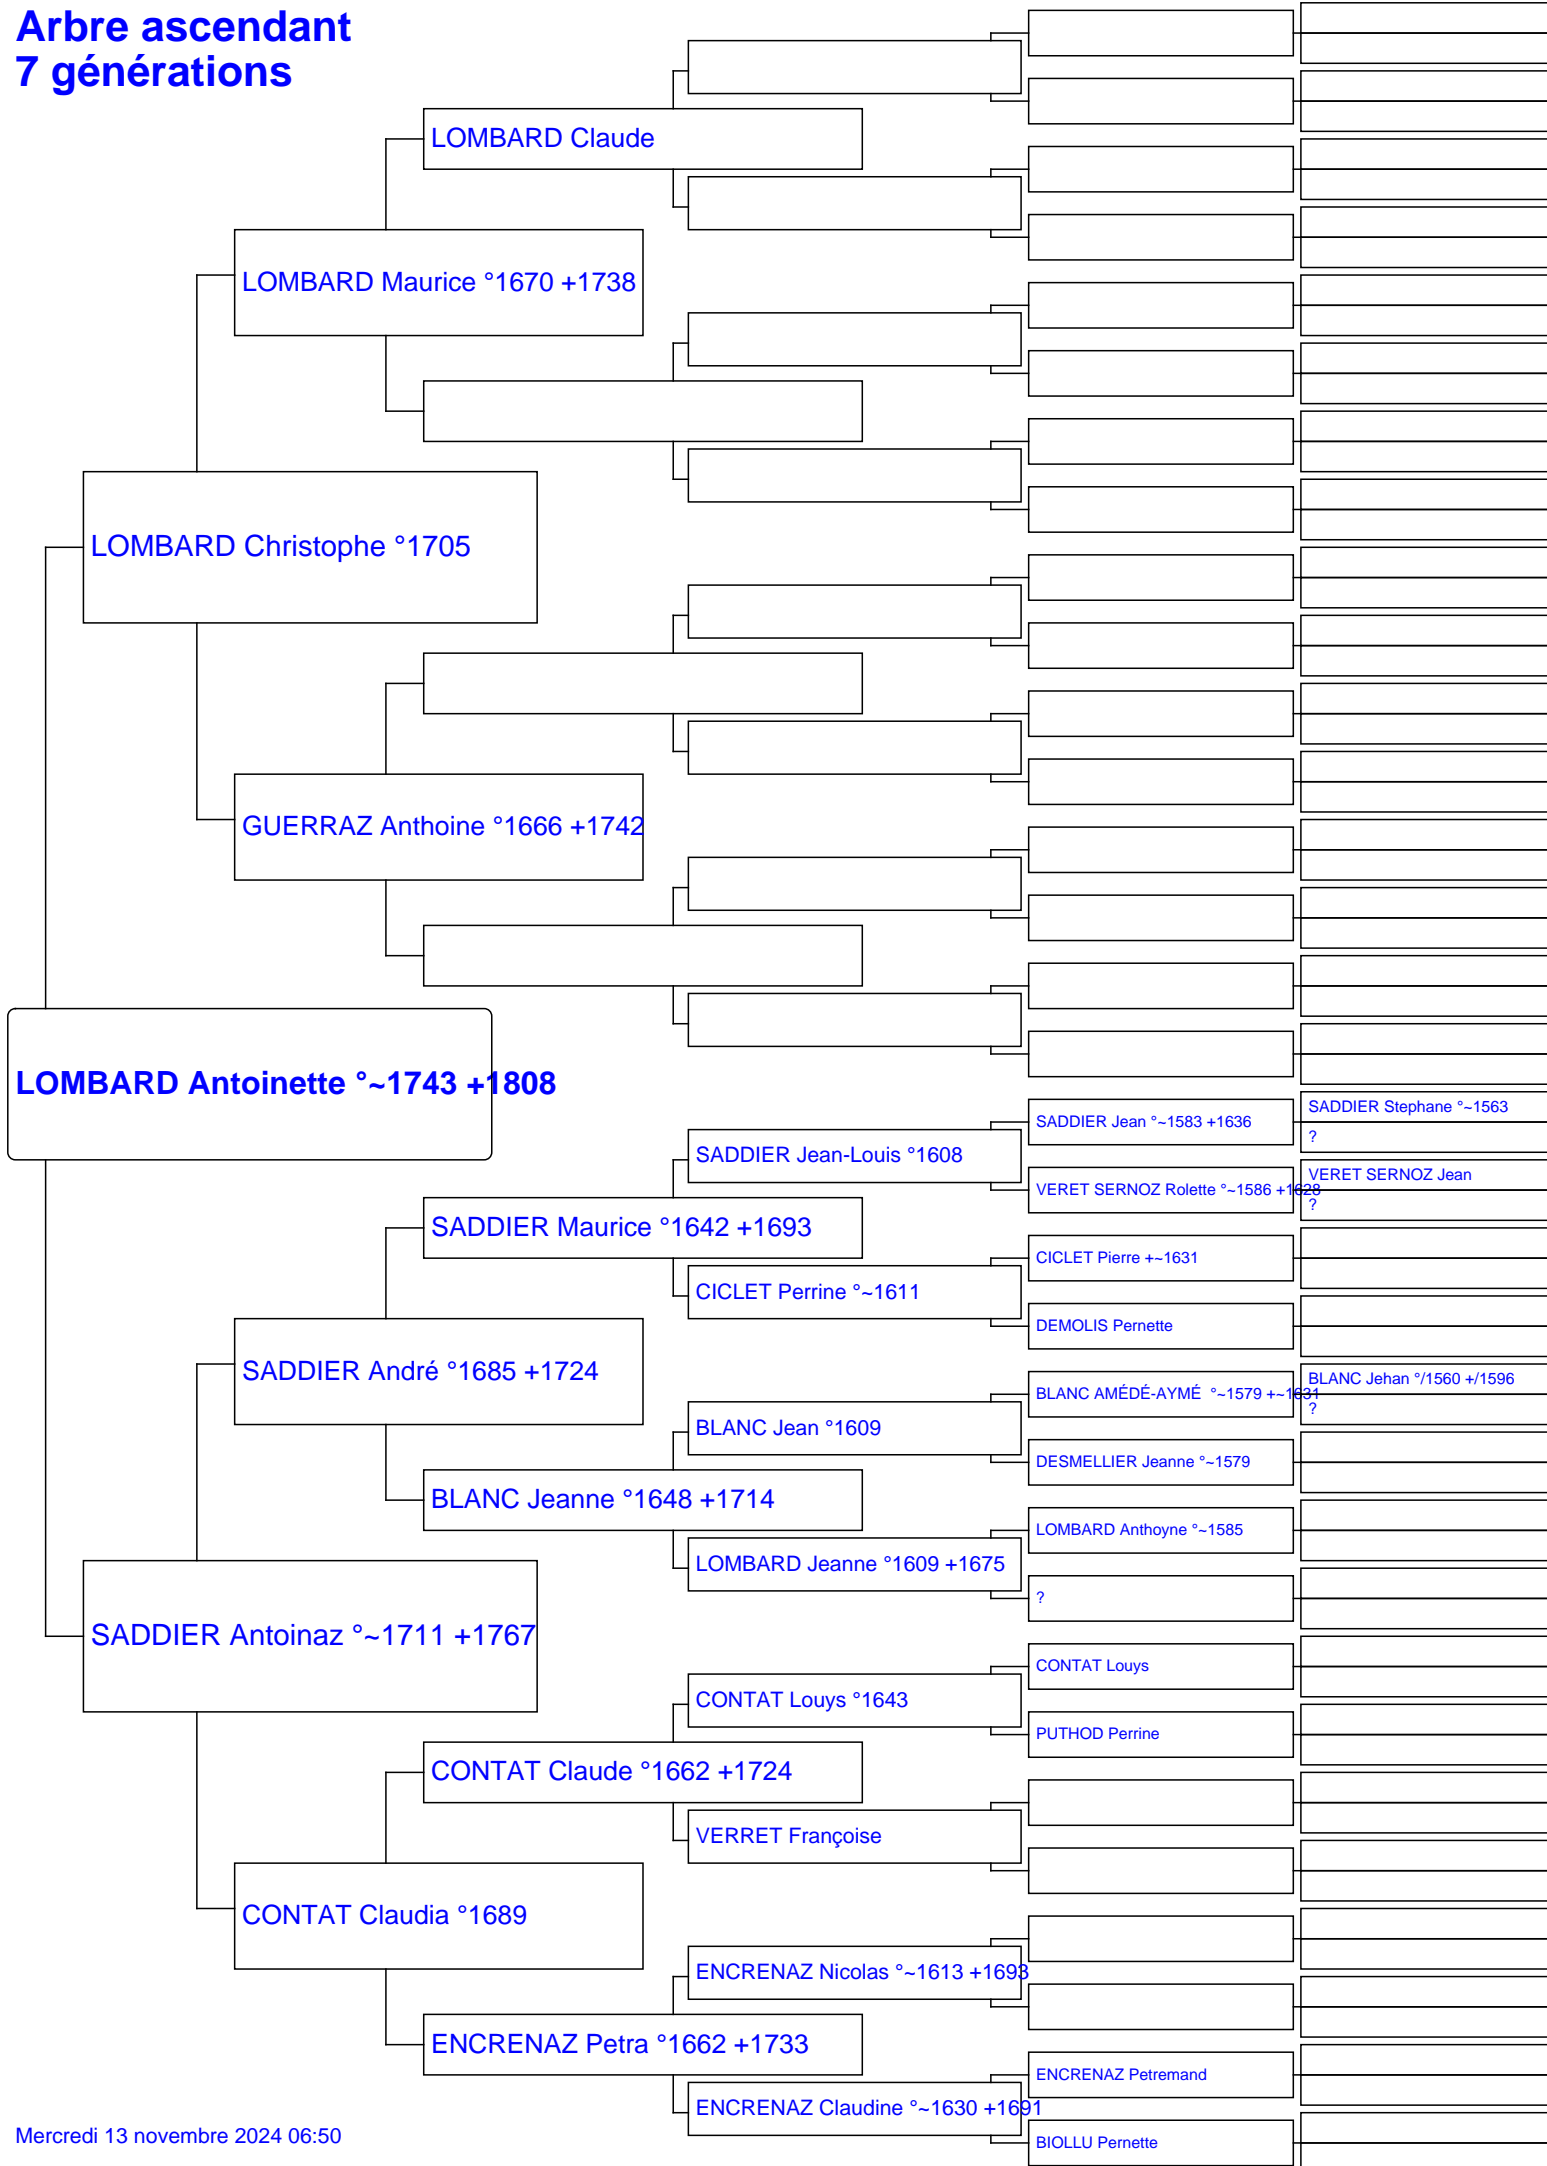 Arbre ascendant
7 générations
LOMBARD Claude
LOMBARD Maurice °1670 +1738
LOMBARD Christophe °1705
GUERRAZ Anthoine °1666 +1742
LOMBARD Antoinette °~1743 +1808
SADDIER Jean °~1583 +1636
SADDIER Stephane °~1563
?
SADDIER Jean-Louis °1608
VERET SERNOZ Rolette °~1586 +1628
VERET SERNOZ Jean
?
SADDIER Maurice °1642 +1693
CICLET Pierre +~1631
CICLET Perrine °~1611
DEMOLIS Pernette
SADDIER André °1685 +1724
BLANC AMÉDÉ-AYMÉ °~1579 +~1631
BLANC Jehan °/1560 +/1596
?
BLANC Jean °1609
DESMELLIER Jeanne °~1579
BLANC Jeanne °1648 +1714
LOMBARD Anthoyne °~1585
LOMBARD Jeanne °1609 +1675
?
SADDIER Antoinaz °~1711 +1767
CONTAT Louys
CONTAT Louys °1643
PUTHOD Perrine
CONTAT Claude °1662 +1724
VERRET Françoise
CONTAT Claudia °1689
ENCRENAZ Nicolas °~1613 +1693
ENCRENAZ Petra °1662 +1733
ENCRENAZ Petremand
ENCRENAZ Claudine °~1630 +1691
BIOLLU Pernette
Mercredi 13 novembre 2024 06:50